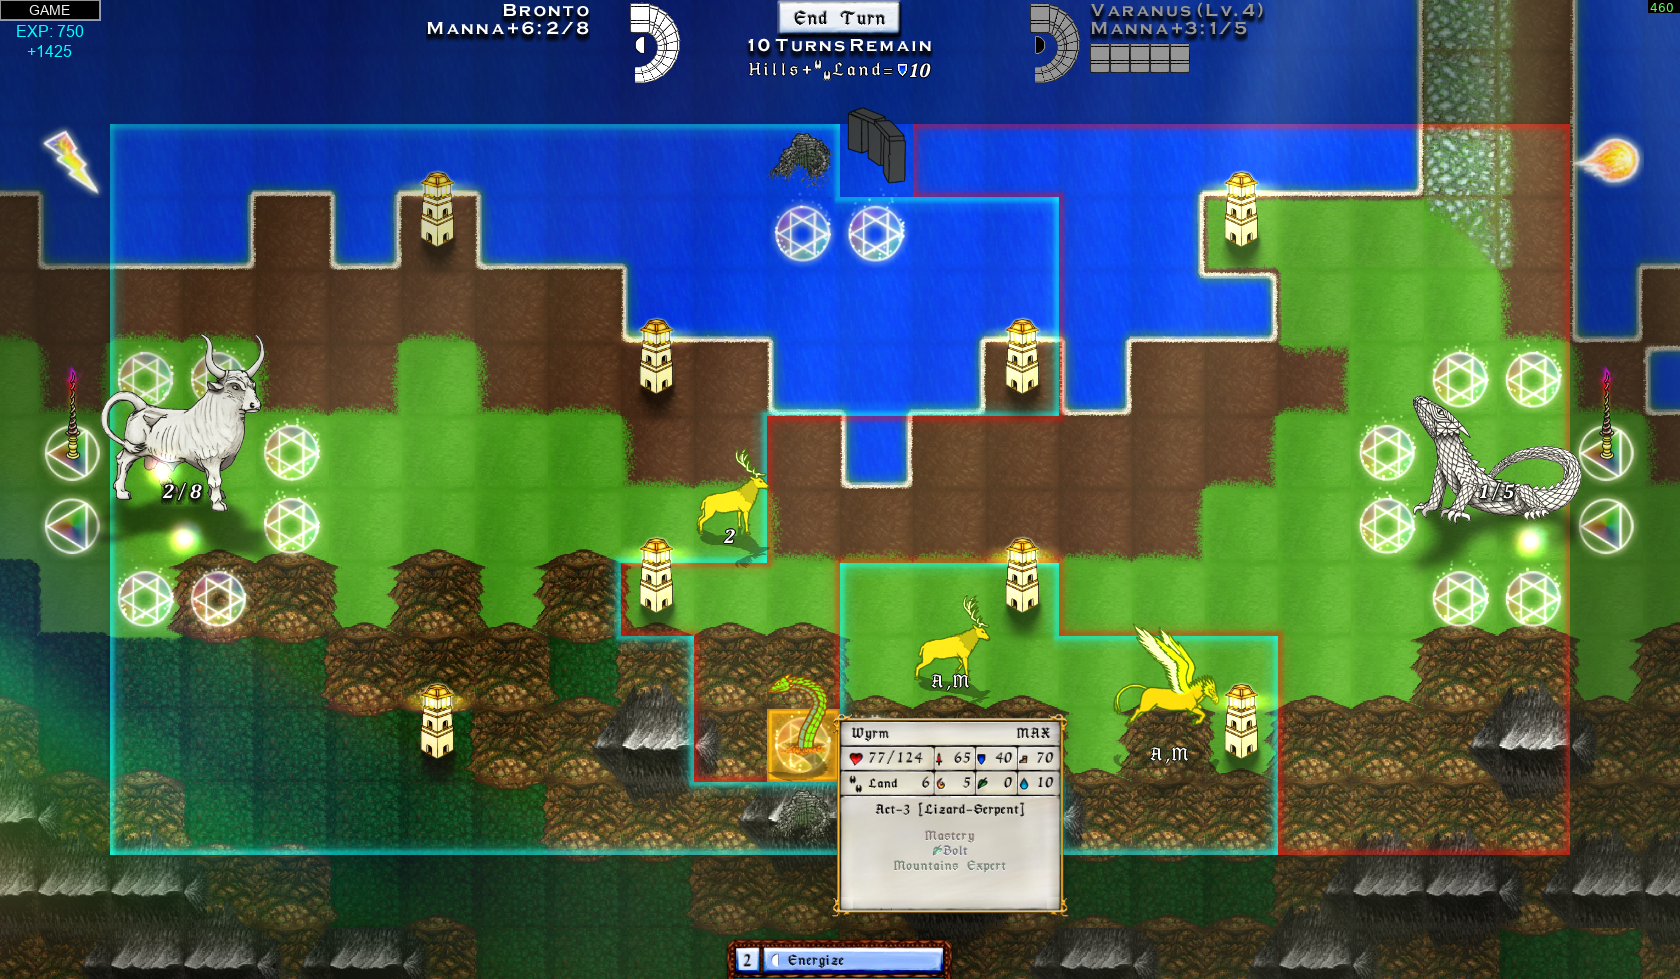 GAME
EXP: 750
+1425
Bronto
Manna+6:2/8
End Turn
10 Turns Remain
Hills+ Land= 10
Varanus (Lv. 4)
Manna+3:1/5
460
2/8
1/5
2
A,M
A,M
Wyrm MAX
77/124 65 40 70
Land 6 5 0 10
Act-3 [Lizard-Serpent]
Mastery
Bolt
Mountains Expert
2 Energize